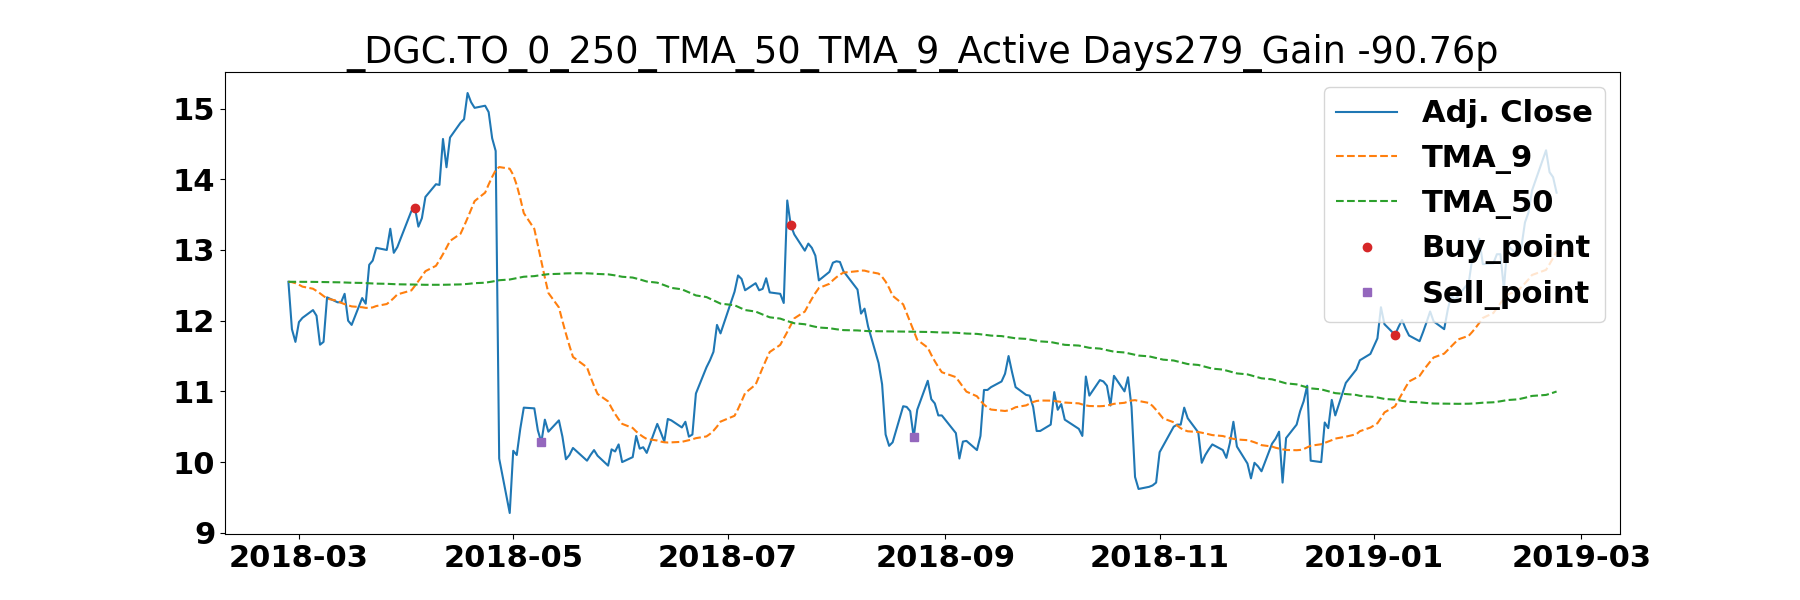 _DGC.TO_0_250_TMA_50_TMA_9_Active Days279_Gain -90.76p
15
14
13
12
11
10
9
Adj. Close
TMA_9
TMA_50
Buy_point
Sell_point
2018-03 2018-05 2018-07 2018-09 2018-11 2019-01 2019-03